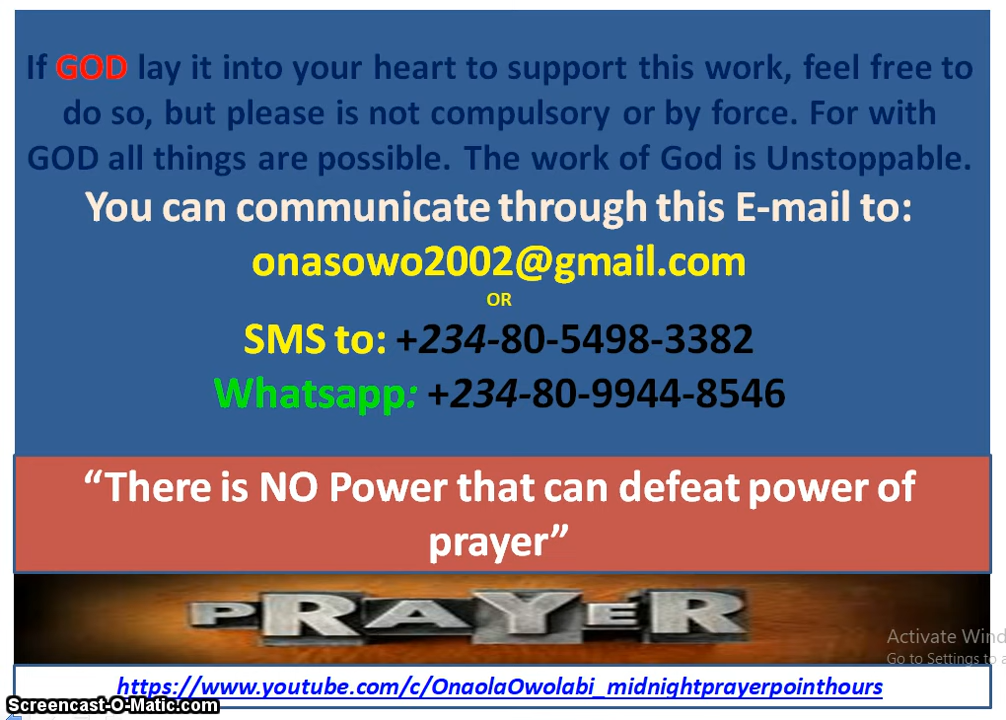 If GOD lay it into your heart to support this work, feel free to
do so, but please is not compulsory or by force. For with
GOD all things are possible. The work of God is Unstoppable.
You can communicate through this E-mail to:
onasowo2002@gmail.com
OR
SMS to: +234-80-5498-3382
Whatsapp: +234-80-9944-8546
“There is NO Power that can defeat power of
prayer”
PRAYER
Activate Wind
Go to Settings to a
https://www.youtube.com/c/OnaolaOwolabi_midnightprayerpointhours
Screencast-O-Matic.com